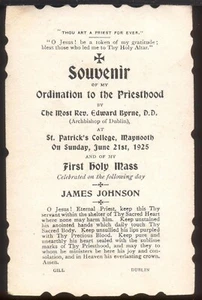 "THOU ART A PRIEST FOR EVER."
"O Jesus! be a token of my gratitude;
bless those who led me to Thy Holy Altar."
Souvenir
OF MY
Ordination to the Priesthood
BY
The Most Rev. Edward Byrne, D.D.
(Archbishop of Dublin),
AT
St. Patrick's College, Maynooth
On Sunday, June 21st, 1925
AND OF MY
First Holy Mass
Celebrated on the following day
JAMES JOHNSON
O Jesus! Eternal Priest, keep this Thy
servant within the shelter of Thy Sacred Heart
where none may harm him. Keep unstained
his anointed hands which daily touch Thy
Sacred Body. Keep unsullied his lips purpled
with Thy Precious Blood. Keep pure and
unearthly his heart sealed with the sublime
marks of Thy Priesthood, and may they to
whom he ministers be here his joy and con-
solation, and in Heaven his everlasting crown.
Amen.
GILL DUBLIN